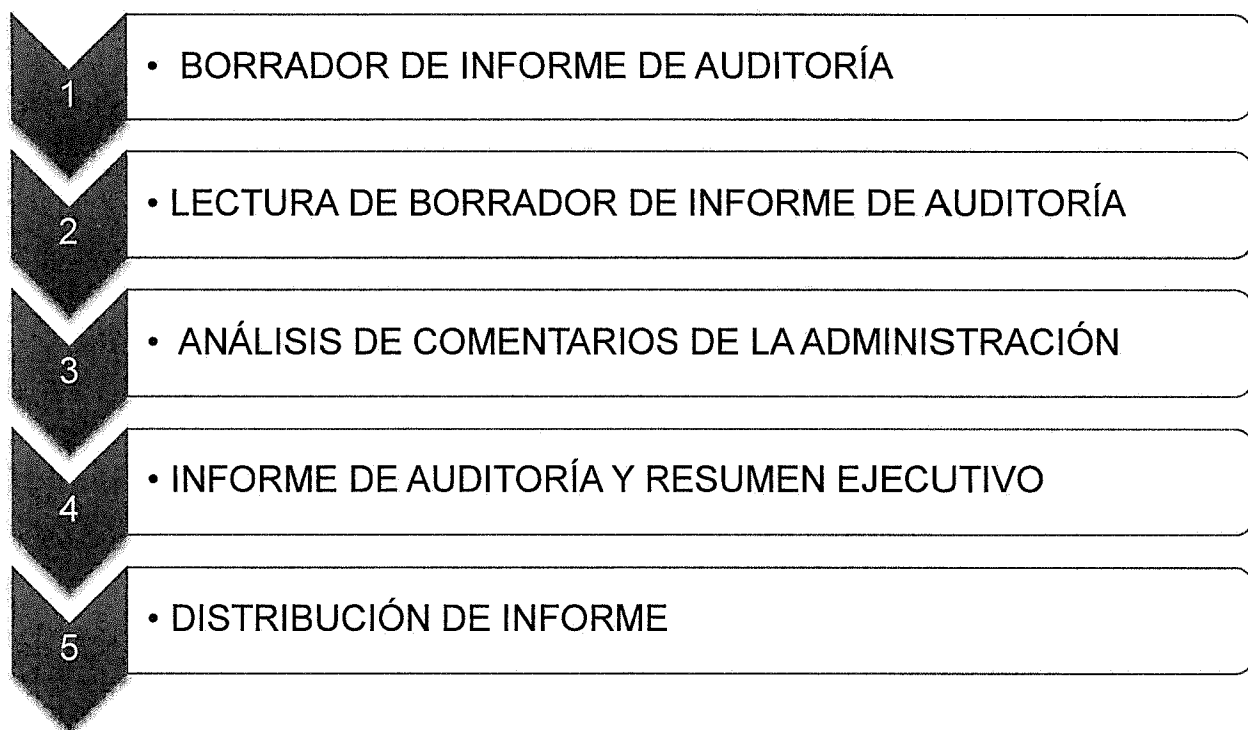 1
• BORRADOR DE INFORME DE AUDITORÍA
2
• LECTURA DE BORRADOR DE INFORME DE AUDITORÍA
3
• ANÁLISIS DE COMENTARIOS DE LA ADMINISTRACIÓN
4
• INFORME DE AUDITORÍA Y RESUMEN EJECUTIVO
5
• DISTRIBUCIÓN DE INFORME